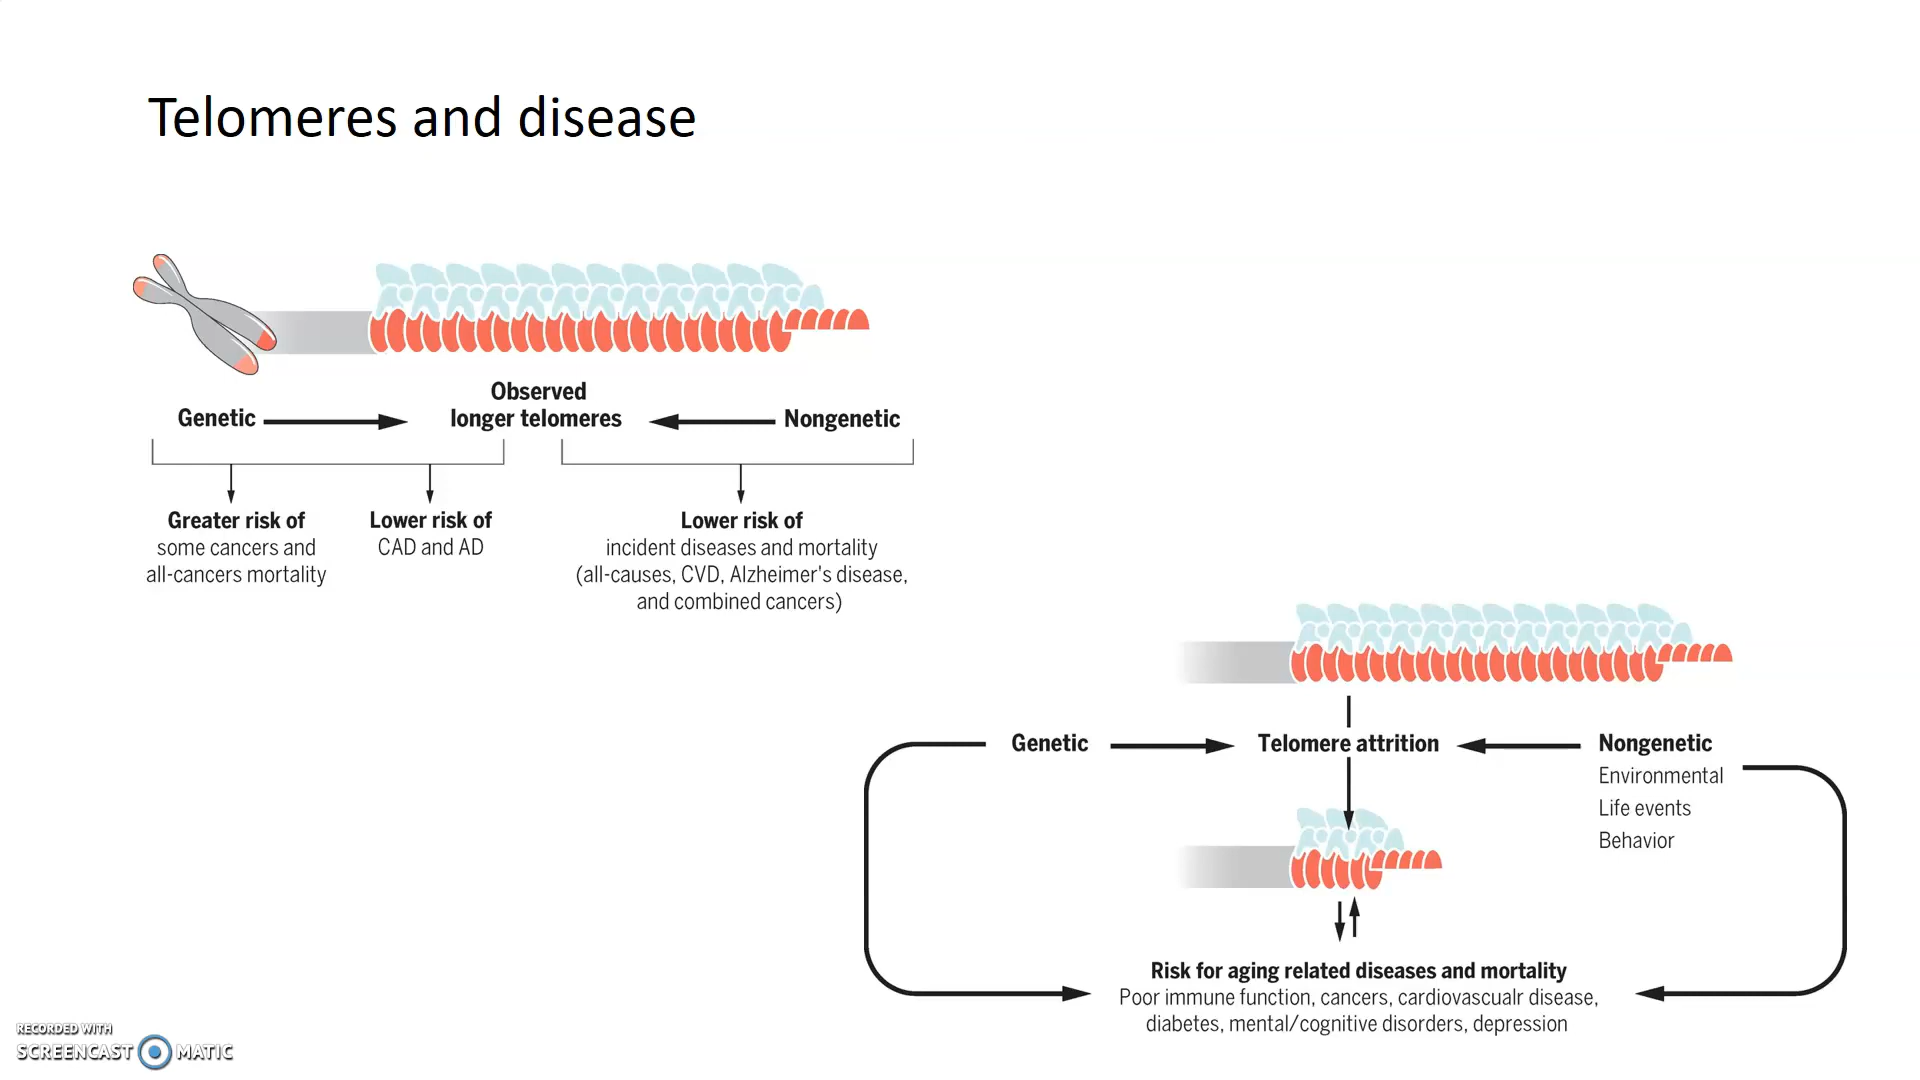 Telomeres and disease
Observed
Genetic longer telomeres Nongenetic
Greater risk of
some cancers and
all-cancers mortality
Lower risk of
CAD and AD
Lower risk of
incident diseases and mortality
(all-causes, CVD, Alzheimer's disease,
and combined cancers)
Genetic Telomere attrition Nongenetic
Environmental
Life events
Behavior
Risk for aging related diseases and mortality
Poor immune function, cancers, cardiovascualr disease,
diabetes, mental/cognitive disorders, depression
RECORDED WITH
SCREENCAST MATIC